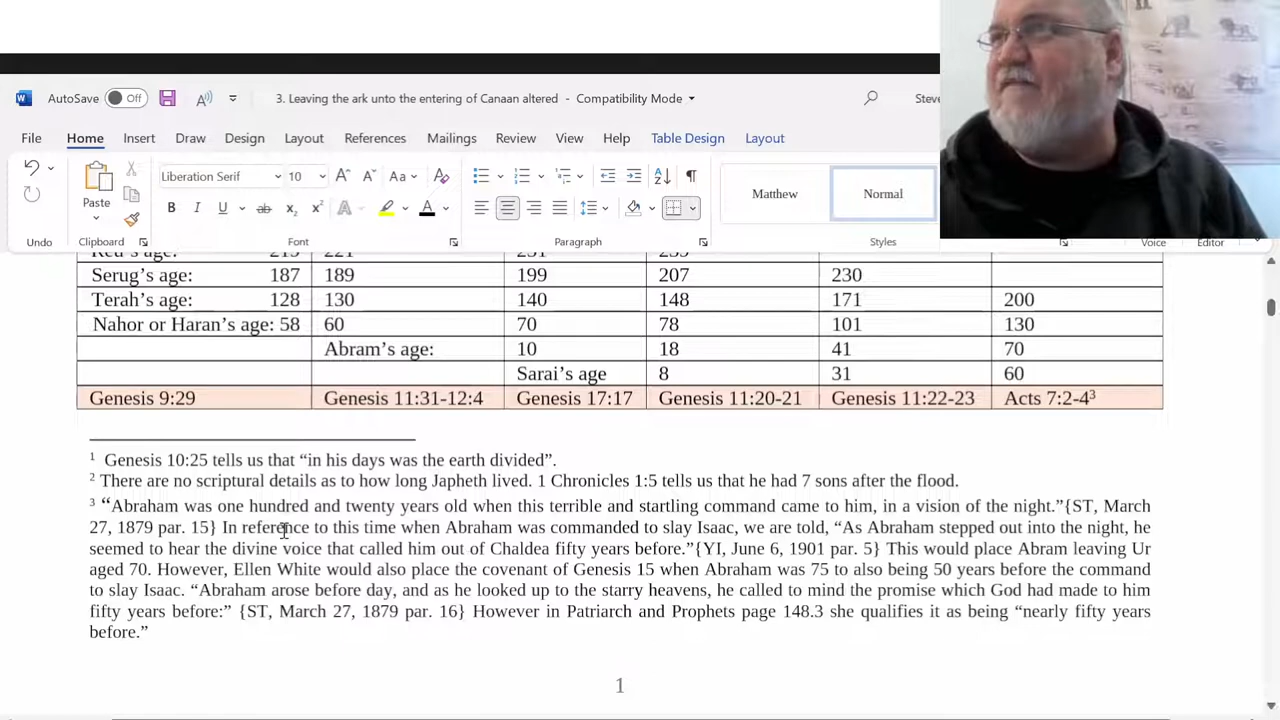 AutoSave Off 3. Leaving the ark unto the entering of Canaan altered - Compatibility Mode Steve
File Home Insert Draw Design Layout References Mailings Review View Help Table Design Layout
Liberation Serif 10 Aa
Paste
B I U ab x₂ x² A A
Matthew Normal
Undo Clipboard Font Paragraph Styles Voice Editor
Serug’s age: 187 189 199 207 230
Terah’s age: 128 130 140 148 171 200
Nahor or Haran’s age: 58 60 70 78 101 130
Abram’s age: 10 18 41 70
Sarai’s age 8 31 60
Genesis 9:29 Genesis 11:31-12:4 Genesis 17:17 Genesis 11:20-21 Genesis 11:22-23 Acts 7:2-4³
¹ Genesis 10:25 tells us that “in his days was the earth divided”.
² There are no scriptural details as to how long Japheth lived. 1 Chronicles 1:5 tells us that he had 7 sons after the flood.
³ “Abraham was one hundred and twenty years old when this terrible and startling command came to him, in a vision of the night.”{ST, March
27, 1879 par. 15} In reference to this time when Abraham was commanded to slay Isaac, we are told, “As Abraham stepped out into the night, he
seemed to hear the divine voice that called him out of Chaldea fifty years before.”{YI, June 6, 1901 par. 5} This would place Abram leaving Ur
aged 70. However, Ellen White would also place the covenant of Genesis 15 when Abraham was 75 to also being 50 years before the command
to slay Isaac. “Abraham arose before day, and as he looked up to the starry heavens, he called to mind the promise which God had made to him
fifty years before:” {ST, March 27, 1879 par. 16} However in Patriarch and Prophets page 148.3 she qualifies it as being “nearly fifty years
before.”
1